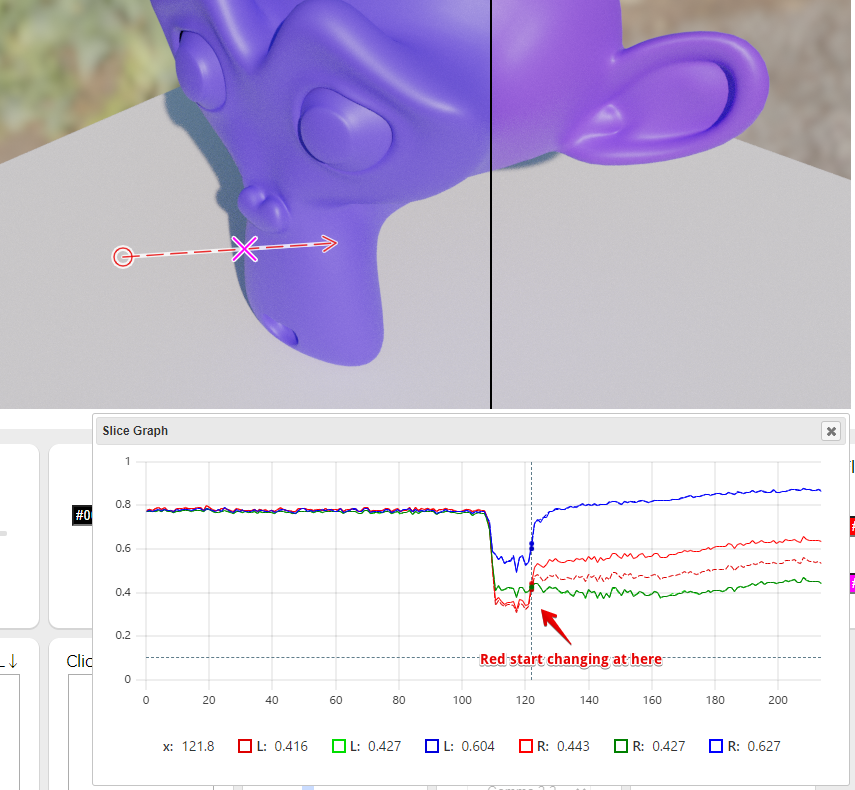 Slice Graph
1
0.8
0.6
0.4
0.2
0
0 20 40 60 80 100 120 140 160 180 200
Red start changing at here
x: 121.8 L: 0.416 L: 0.427 L: 0.604 R: 0.443 R: 0.427 R: 0.627
#0
L↓
Clic